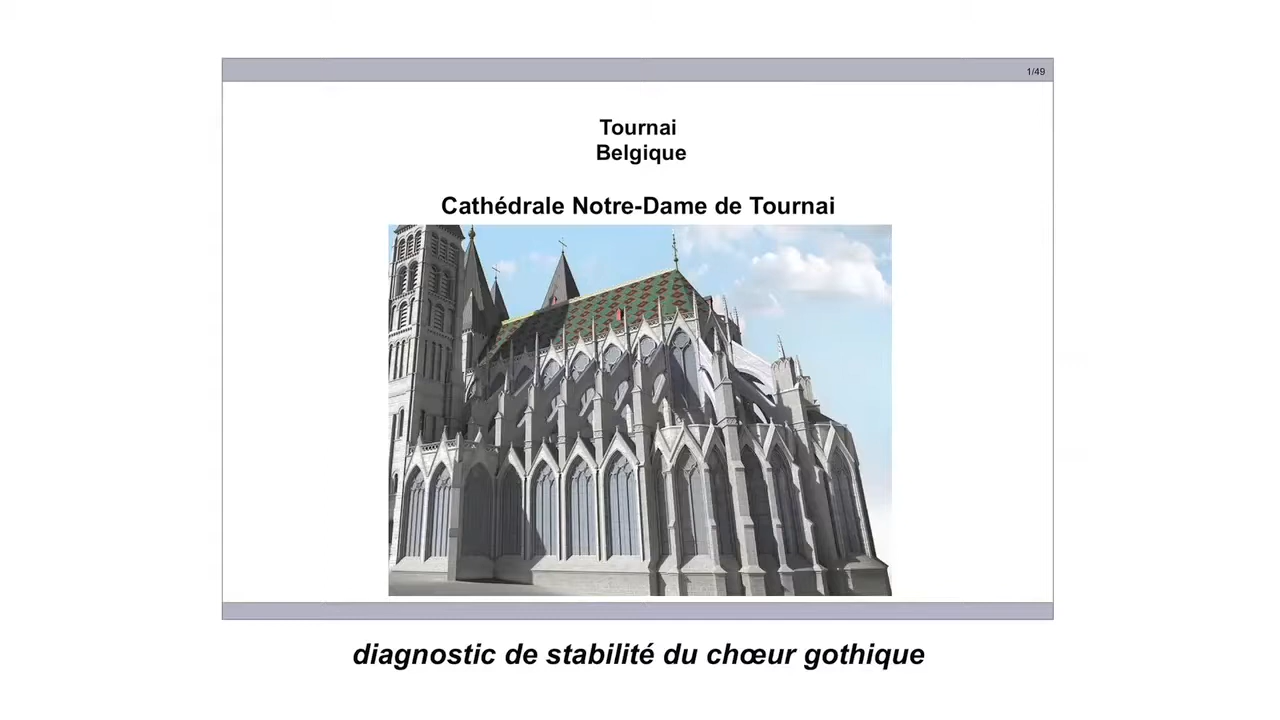 1/49
Tournai
Belgique
Cathédrale Notre-Dame de Tournai
diagnostic de stabilité du chœur gothique